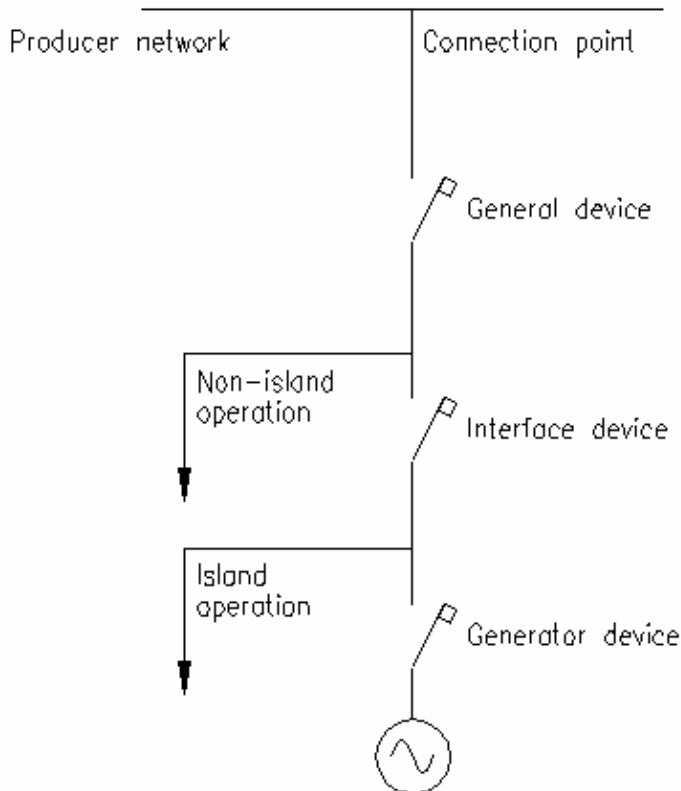 Producer network
Connection point
General device
Non-island
operation
Interface device
Island
operation
Generator device